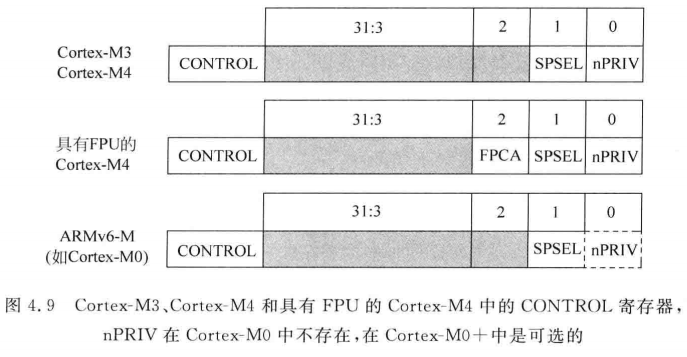 31:3 2 1 0
Cortex-M3
Cortex-M4
CONTROL SPSEL nPRIV
31:3 2 1 0
具有FPU的
Cortex-M4
CONTROL FPCA SPSEL nPRIV
31:3 2 1 0
ARMv6-M
(如Cortex-M0)
CONTROL SPSEL nPRIV
图 4.9 Cortex-M3、Cortex-M4 和具有 FPU 的 Cortex-M4 中的 CONTROL 寄存器，
nPRIV 在 Cortex-M0 中不存在，在 Cortex-M0+中是可选的